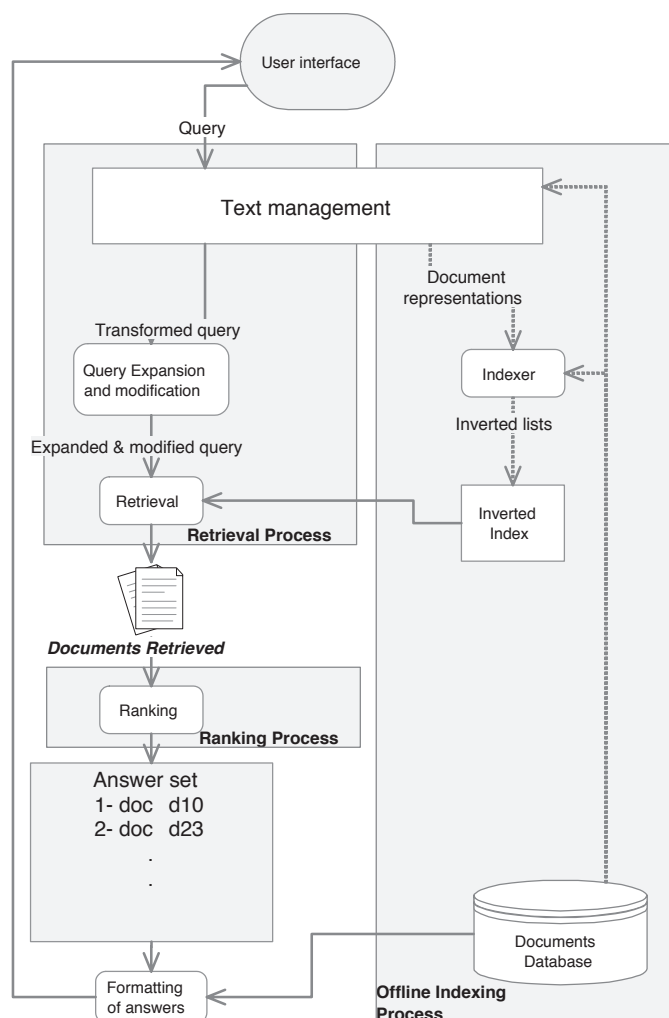 User interface
Query
Text management
Document
representations
Transformed query
Query Expansion
and modification
Indexer
Inverted lists
Expanded & modified query
Retrieval
Inverted
Index
Retrieval Process
Documents Retrieved
Ranking
Ranking Process
Answer set
1- doc d10
2- doc d23
.
.
Documents
Database
Formatting
of answers
Offline Indexing
Process